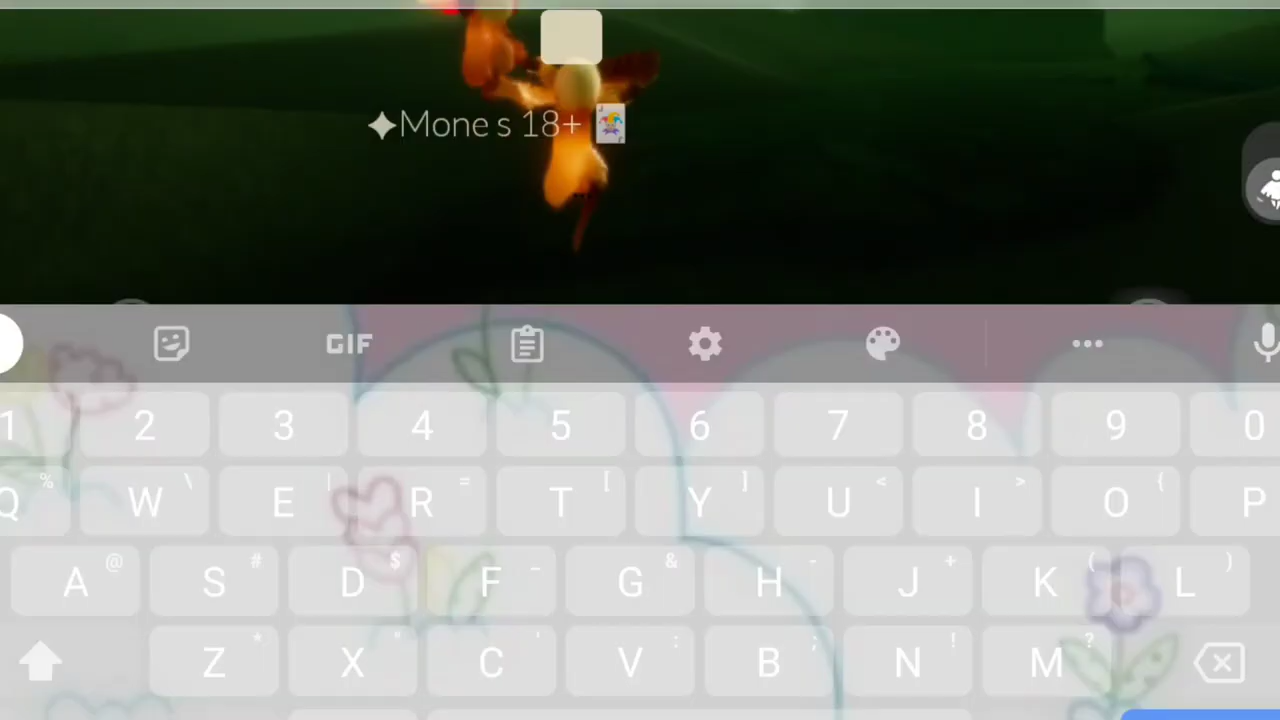 ✦Mone s 18+ 🃏
GIF
1 2 3 4 5 6 7 8 9 0
Q % W \ E | R = T [ Y ] U < I > O { P
A @ S # D $ F _ G & H - J + K ( L )
Z * X " C ' V : B ; N ! M ?